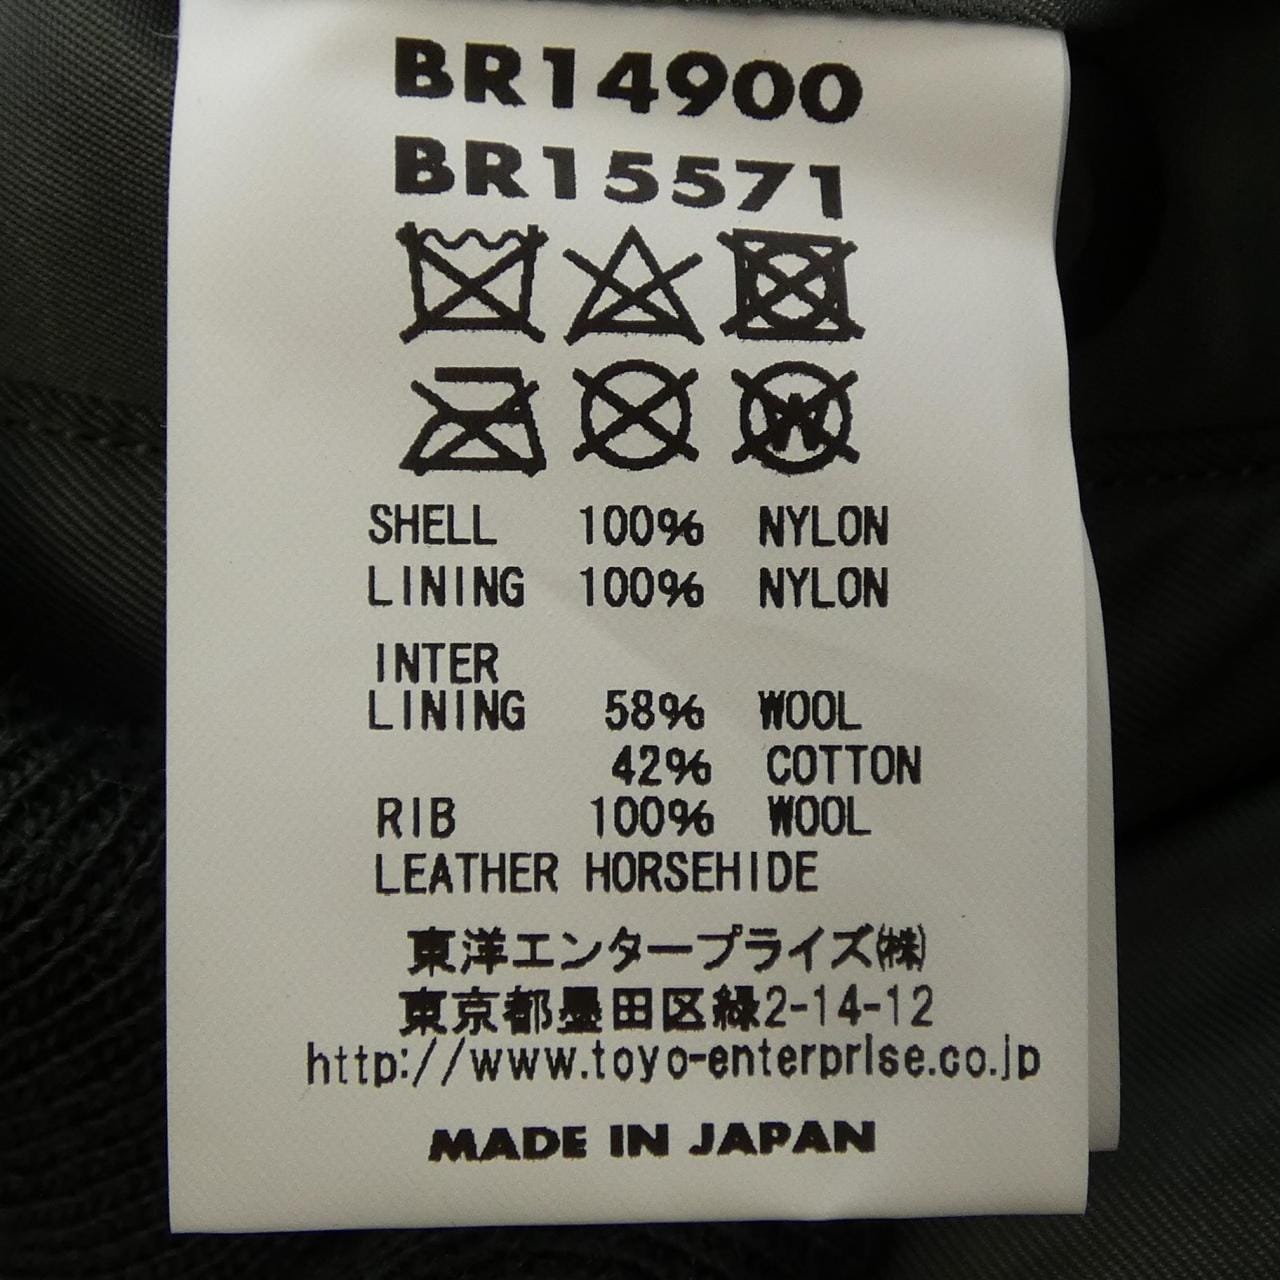 BR14900
BR15571
SHELL 100% NYLON
LINING 100% NYLON
INTER
LINING 58% WOOL
42% COTTON
RIB 100% WOOL
LEATHER HORSEHIDE
東洋エンタープライズ㈱
東京都墨田区緑2-14-12
http://www.toyo-enterprise.co.jp
MADE IN JAPAN